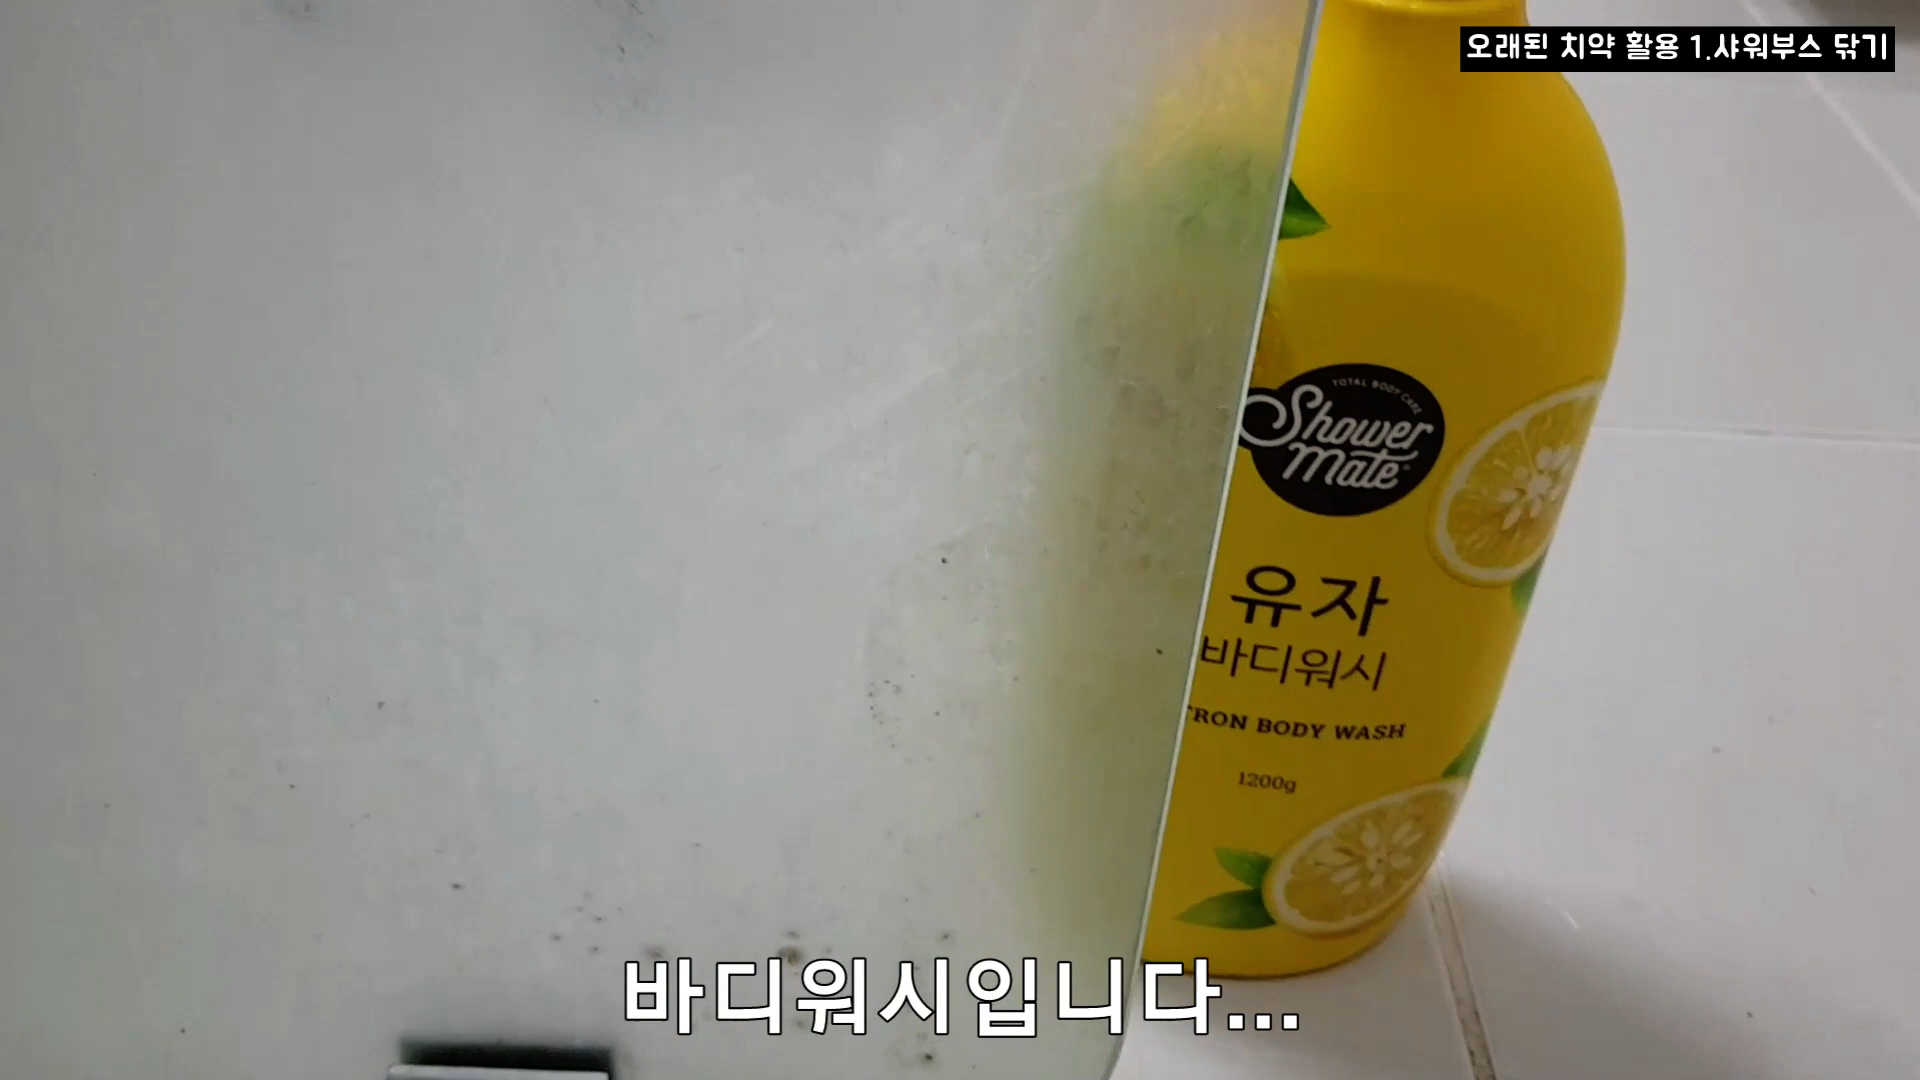 오래된 치약 활용 1.샤워부스 닦기
TOTAL BODY CARE
Shower
Mate
유자
바디워시
BODY WASH
1200g
바디워시입니다...